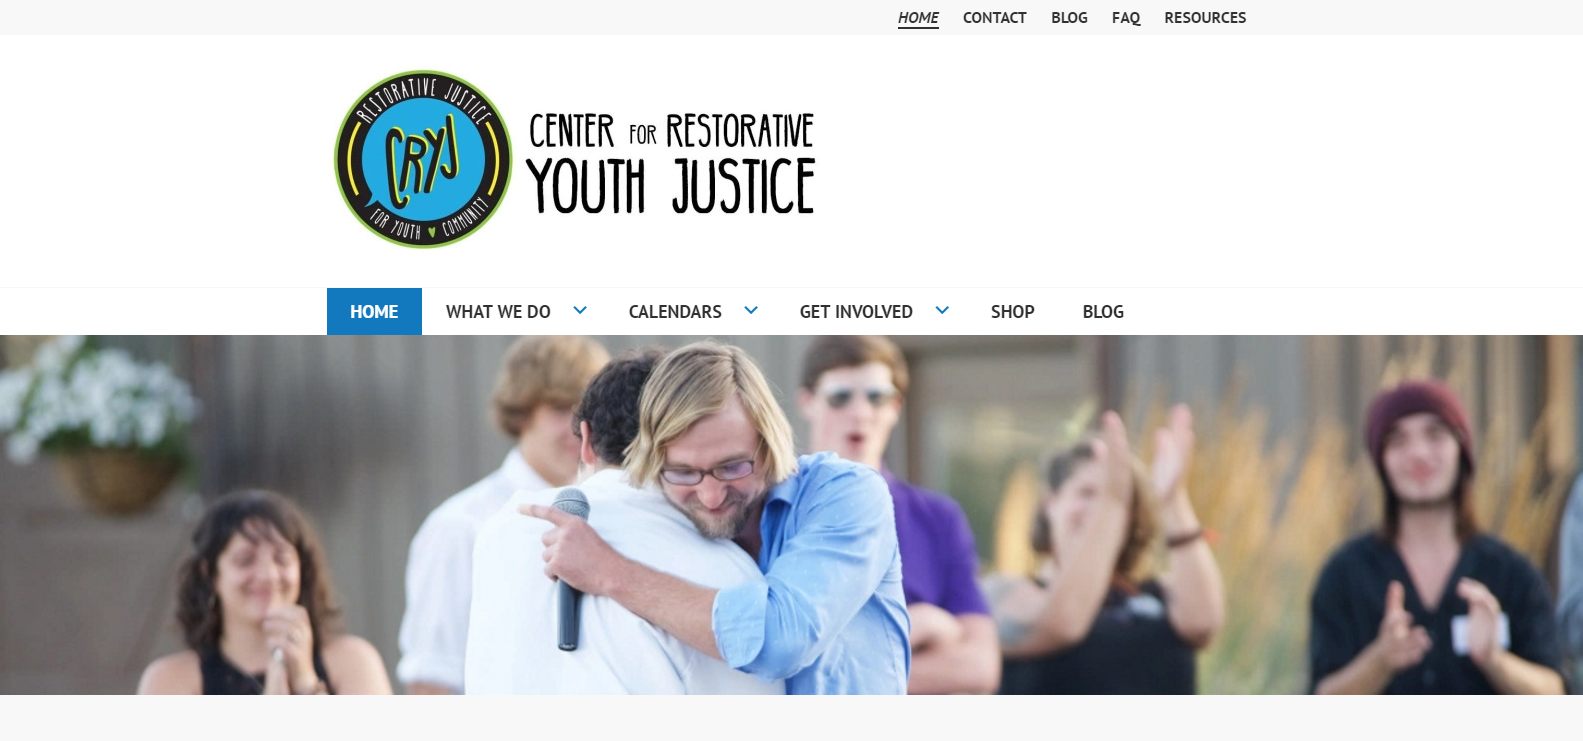 HOME CONTACT BLOG FAQ RESOURCES
RESTORATIVE JUSTICE
CRYJ
FOR YOUTH COMMUNITY
CENTER FOR RESTORATIVE
YOUTH JUSTICE
HOME WHAT WE DO CALENDARS GET INVOLVED SHOP BLOG